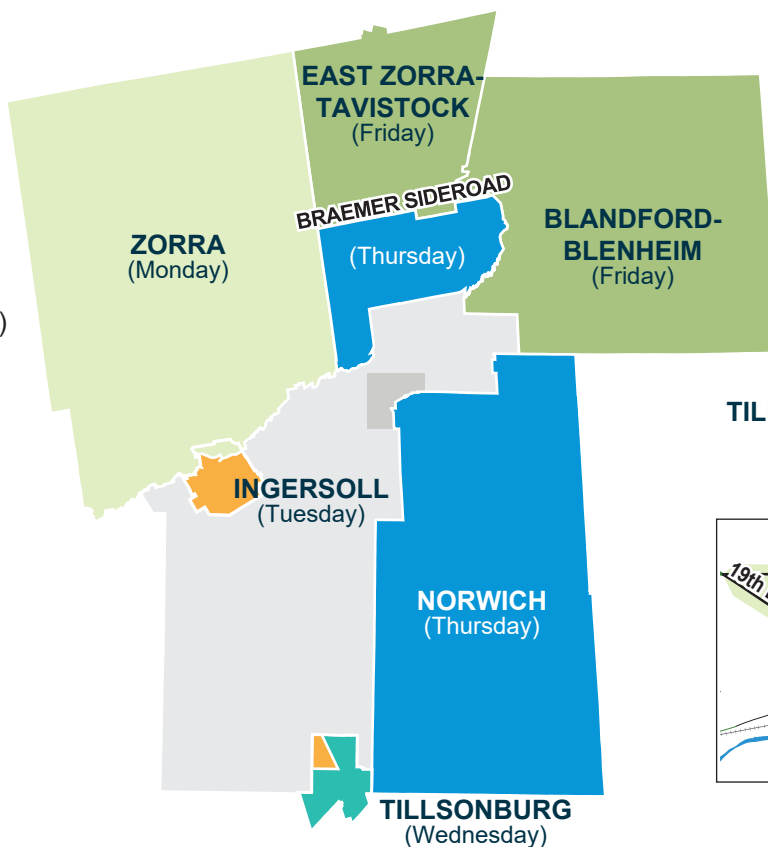 EAST ZORRA-
TAVISTOCK
(Friday)
BRAEMER SIDEROAD
ZORRA
(Monday)
(Thursday)
BLANDFORD-
BLENHEIM
(Friday)
)
TIL
INGERSOLL
(Tuesday)
19th
NORWICH
(Thursday)
TILLSONBURG
(Wednesday)